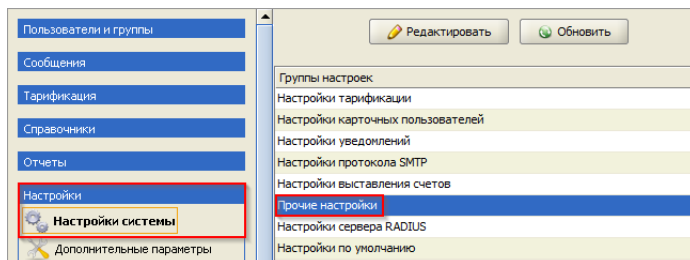 Пользователи и группы
Сообщения
Тарификация
Справочники
Отчеты
Настройки
Настройки системы
Дополнительные параметры
Редактировать Обновить
Группы настроек
Настройки тарификации
Настройки карточных пользователей
Настройки уведомлений
Настройки протокола SMTP
Настройки выставления счетов
Прочие настройки
Настройки сервера RADIUS
Настройки по умолчанию